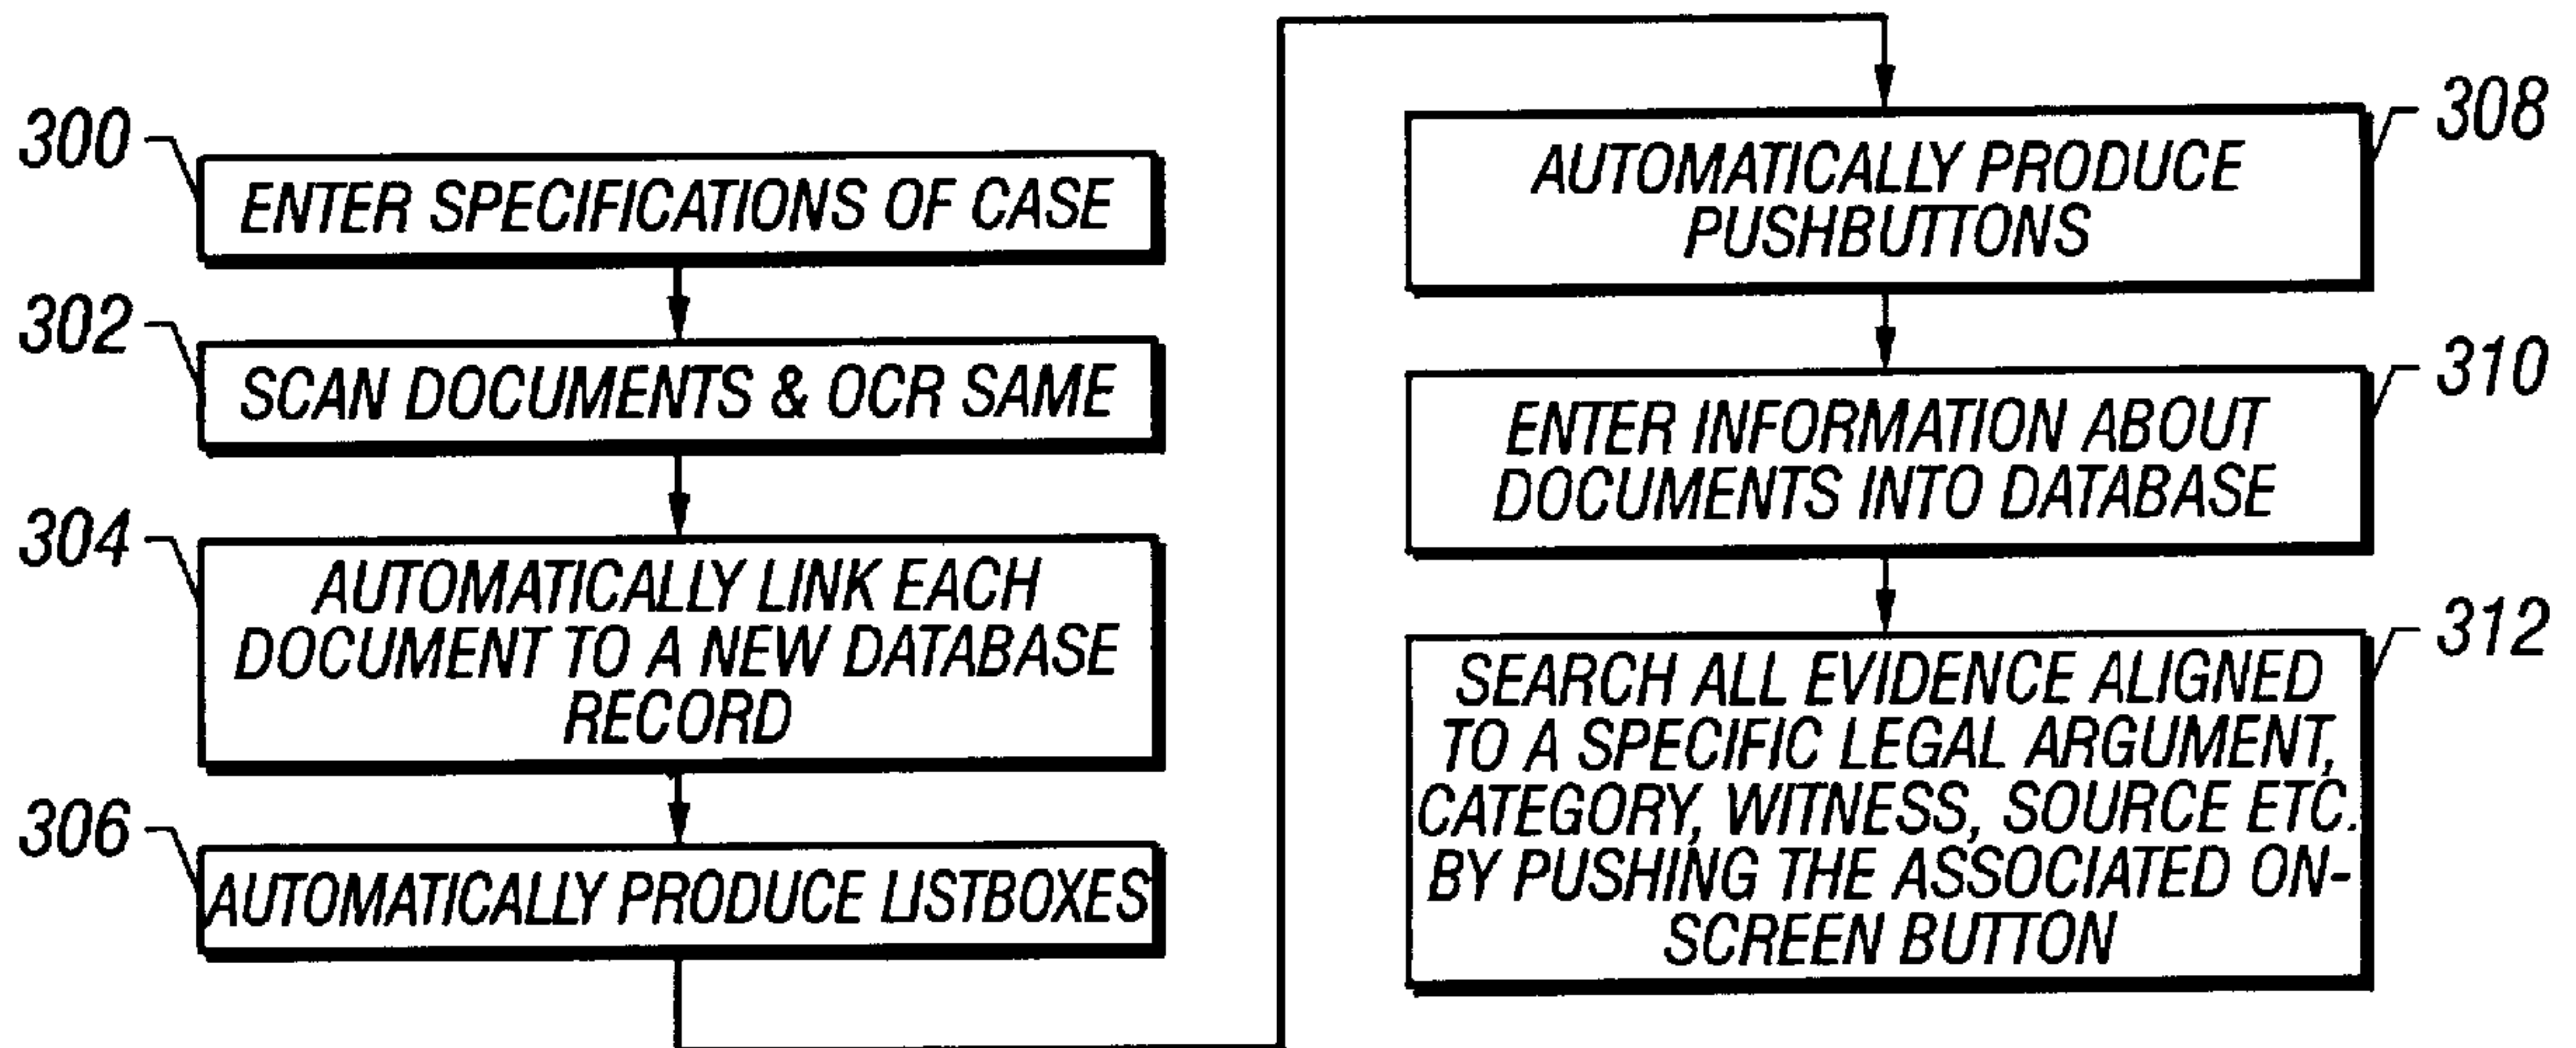 300
ENTER SPECIFICATIONS OF CASE
302
SCAN DOCUMENTS & OCR SAME
304
AUTOMATICALLY LINK EACH
DOCUMENT TO A NEW DATABASE
RECORD
306
AUTOMATICALLY PRODUCE LISTBOXES
308
AUTOMATICALLY PRODUCE
PUSHBUTTONS
310
ENTER INFORMATION ABOUT
DOCUMENTS INTO DATABASE
312
SEARCH ALL EVIDENCE ALIGNED
TO A SPECIFIC LEGAL ARGUMENT,
CATEGORY, WITNESS, SOURCE ETC.
BY PUSHING THE ASSOCIATED ON-
SCREEN BUTTON